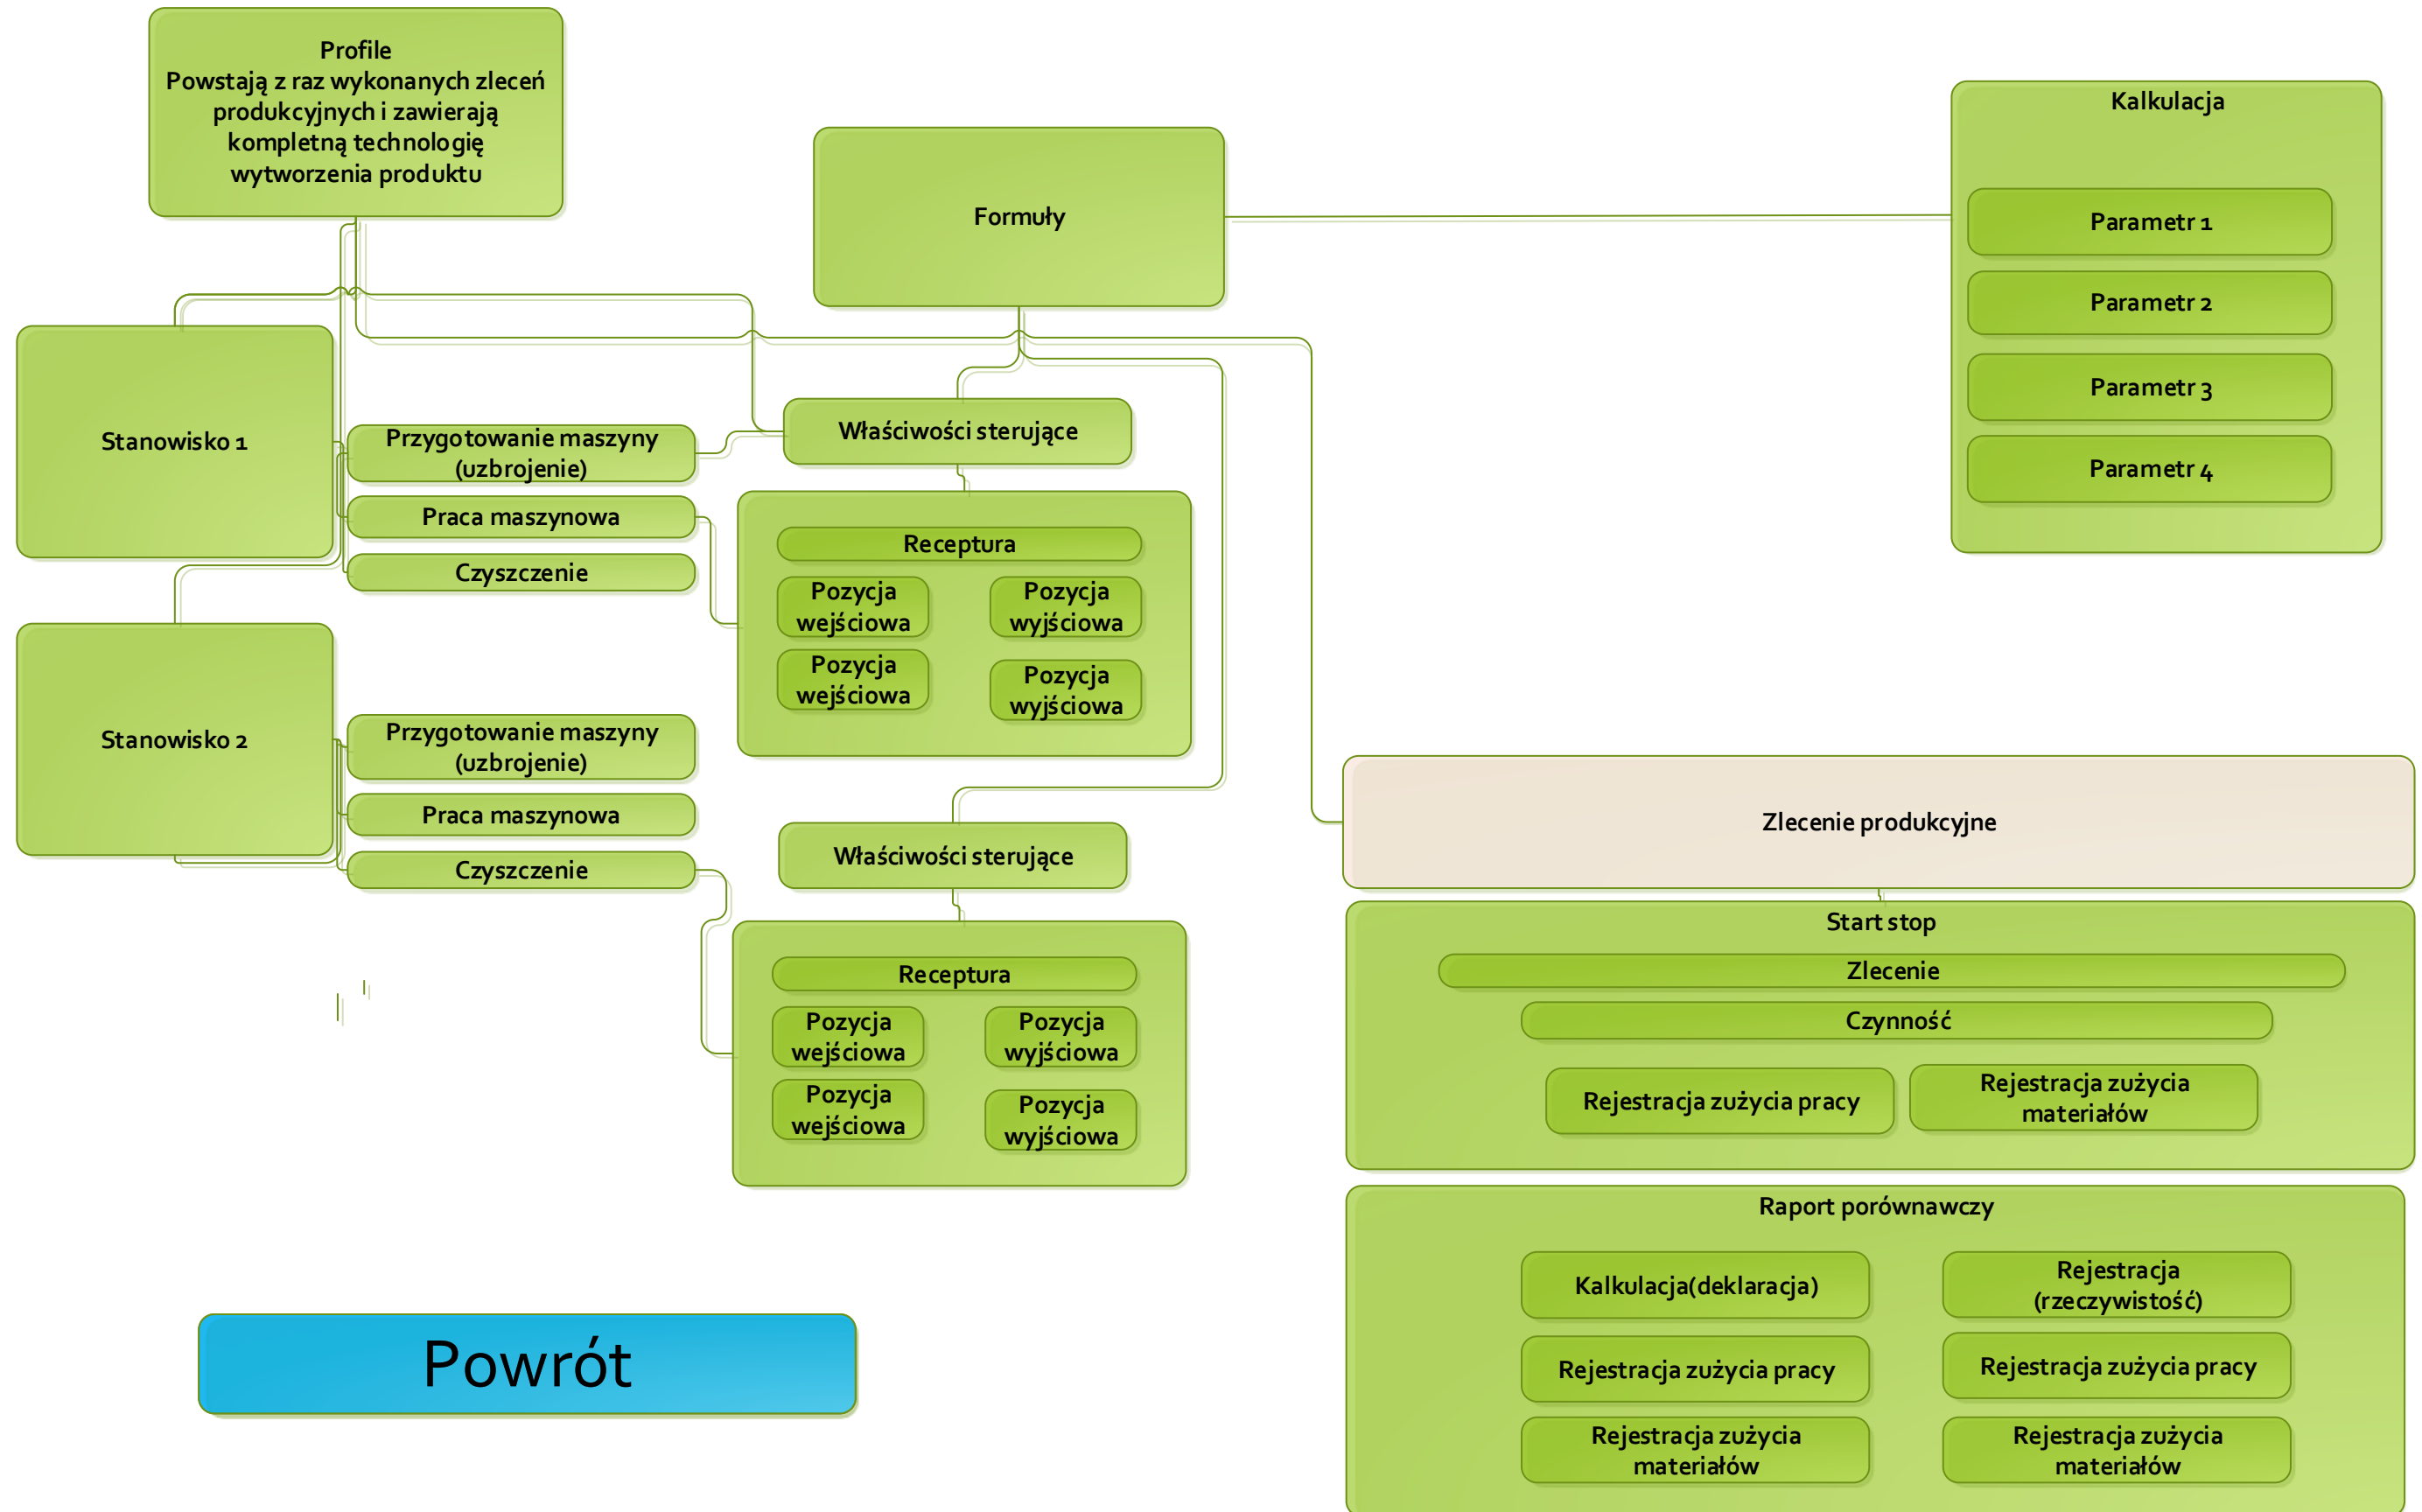 Profile
Powstają z raz wykonanych zleceń
produkcyjnych i zawierają
kompletną technologię
wytworzenia produktu
Formuły
Kalkulacja
Parametr 1
Parametr 2
Parametr 3
Parametr 4
Stanowisko 1
Przygotowanie maszyny
(uzbrojenie)
Praca maszynowa
Czyszczenie
Właściwości sterujące
Receptura
Pozycja
wejściowa
Pozycja
wyjściowa
Pozycja
wejściowa
Pozycja
wyjściowa
Stanowisko 2
Przygotowanie maszyny
(uzbrojenie)
Praca maszynowa
Czyszczenie
Właściwości sterujące
Receptura
Pozycja
wejściowa
Pozycja
wyjściowa
Pozycja
wejściowa
Pozycja
wyjściowa
Zlecenie produkcyjne
Start stop
Zlecenie
Czynność
Rejestracja zużycia pracy
Rejestracja zużycia
materiałów
Raport porównawczy
Kalkulacja(deklaracja)
Rejestracja
(rzeczywistość)
Rejestracja zużycia pracy
Rejestracja zużycia pracy
Rejestracja zużycia
materiałów
Rejestracja zużycia
materiałów
Powrót